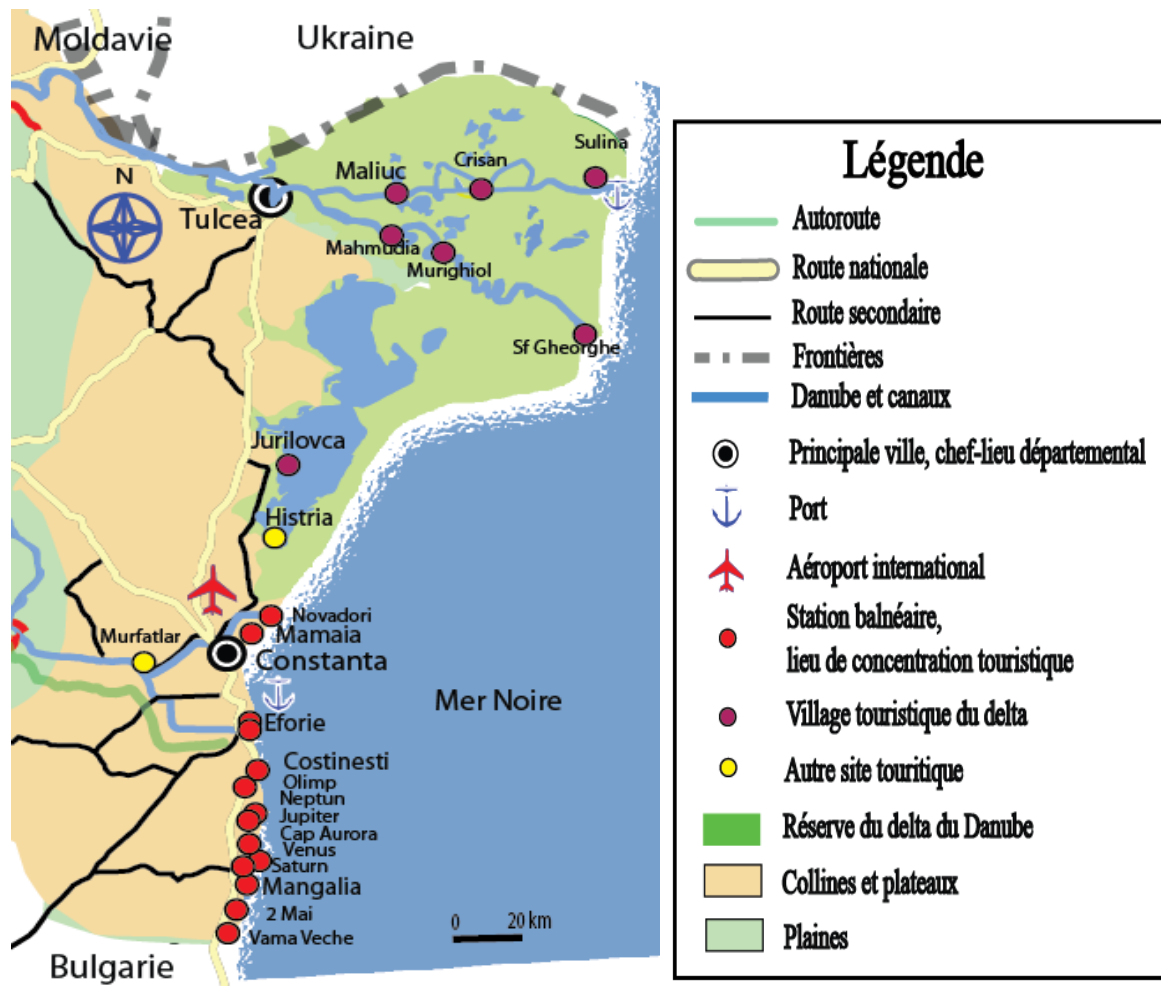 Moldavie
Ukraine
Sulina
Crisan
Maliuc
N
Tulcea
Mahmudia
Murighiol
Sf Gheorghe
Jurilovca
Histria
Novadori
Murfatlar
Mamaia
Constanta
Mer Noire
Eforie
Costinesti
Olimp
Neptun
Jupiter
Cap Aurora
Venus
Saturn
Mangalia
2 Mai
0 20 km
Vama Veche
Bulgarie
Légende
Autoroute
Route nationale
Route secondaire
Frontières
Danube et canaux
Principale ville, chef-lieu départemental
Port
Aéroport international
Station balnéaire,
lieu de concentration touristique
Village touristique du delta
Autre site touritique
Réserve du delta du Danube
Collines et plateaux
Plaines